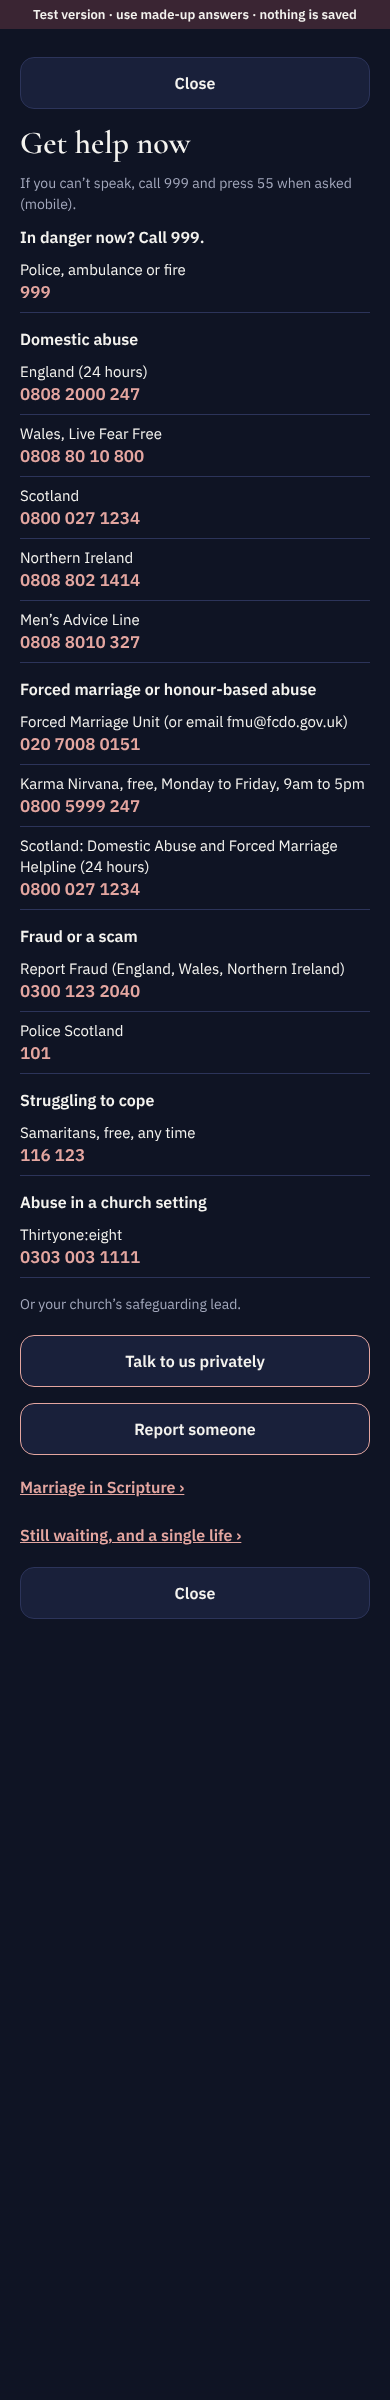 Test version · use made-up answers · nothing is saved
Close
Get help now
If you can’t speak, call 999 and press 55 when asked
(mobile).
In danger now? Call 999.
Police, ambulance or fire
999
Domestic abuse
England (24 hours)
0808 2000 247
Wales, Live Fear Free
0808 80 10 800
Scotland
0800 027 1234
Northern Ireland
0808 802 1414
Men’s Advice Line
0808 8010 327
Forced marriage or honour-based abuse
Forced Marriage Unit (or email fmu@fcdo.gov.uk)
020 7008 0151
Karma Nirvana, free, Monday to Friday, 9am to 5pm
0800 5999 247
Scotland: Domestic Abuse and Forced Marriage
Helpline (24 hours)
0800 027 1234
Fraud or a scam
Report Fraud (England, Wales, Northern Ireland)
0300 123 2040
Police Scotland
101
Struggling to cope
Samaritans, free, any time
116 123
Abuse in a church setting
Thirtyone:eight
0303 003 1111
Or your church’s safeguarding lead.
Talk to us privately
Report someone
Marriage in Scripture ›
Still waiting, and a single life ›
Close